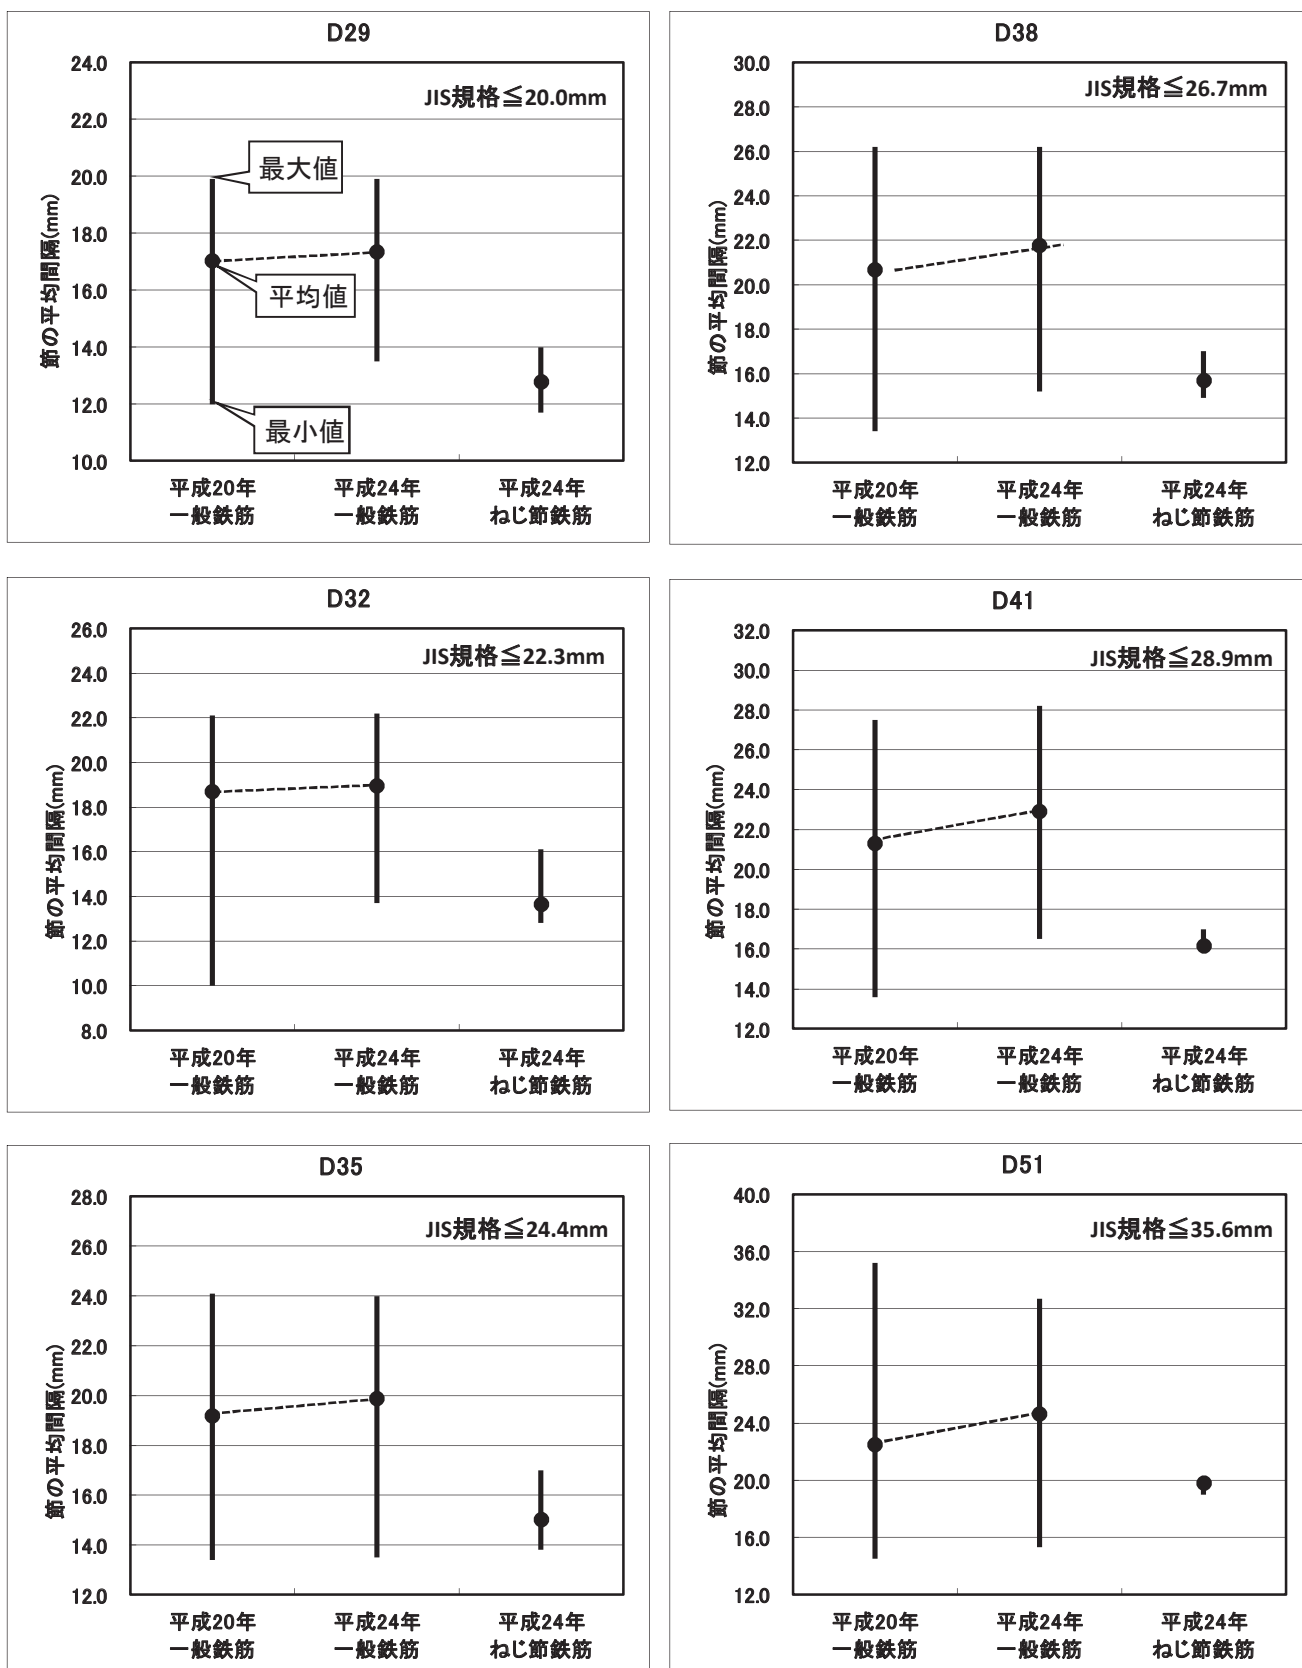 D29
JIS規格≦20.0mm
24.0
22.0
20.0
18.0
16.0
14.0
12.0
10.0
節の平均間隔(mm)
最大値
平均値
最小値
平成20年
一般鉄筋
平成24年
一般鉄筋
平成24年
ねじ節鉄筋
D38
JIS規格≦26.7mm
30.0
28.0
26.0
24.0
22.0
20.0
18.0
16.0
14.0
12.0
節の平均間隔(mm)
平成20年
一般鉄筋
平成24年
一般鉄筋
平成24年
ねじ節鉄筋
D32
JIS規格≦22.3mm
26.0
24.0
22.0
20.0
18.0
16.0
14.0
12.0
10.0
8.0
節の平均間隔(mm)
平成20年
一般鉄筋
平成24年
一般鉄筋
平成24年
ねじ節鉄筋
D41
JIS規格≦28.9mm
32.0
30.0
28.0
26.0
24.0
22.0
20.0
18.0
16.0
14.0
12.0
節の平均間隔(mm)
平成20年
一般鉄筋
平成24年
一般鉄筋
平成24年
ねじ節鉄筋
D35
JIS規格≦24.4mm
28.0
26.0
24.0
22.0
20.0
18.0
16.0
14.0
12.0
節の平均間隔(mm)
平成20年
一般鉄筋
平成24年
一般鉄筋
平成24年
ねじ節鉄筋
D51
JIS規格≦35.6mm
40.0
36.0
32.0
28.0
24.0
20.0
16.0
12.0
節の平均間隔(mm)
平成20年
一般鉄筋
平成24年
一般鉄筋
平成24年
ねじ節鉄筋